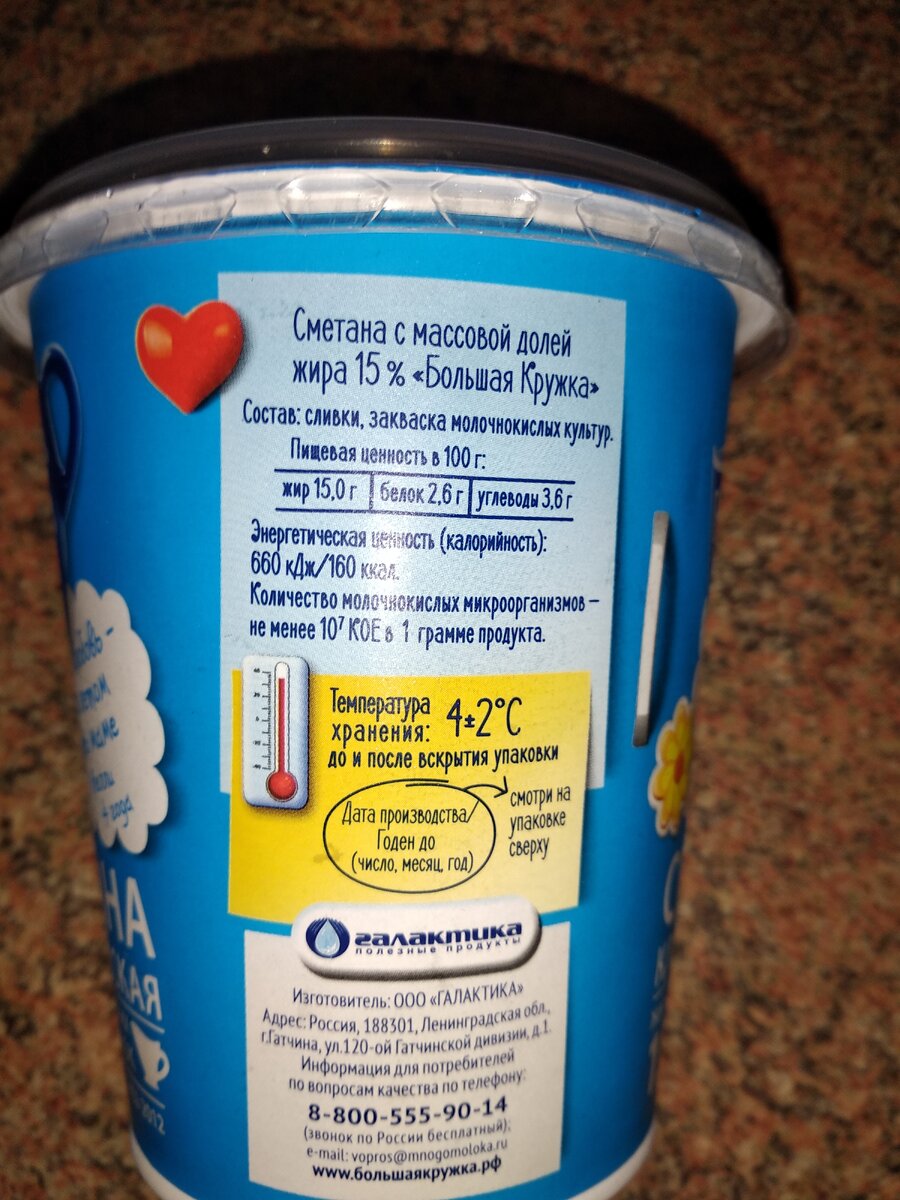 Сметана с массовой долей
жира 15 % «Большая Кружка»
Состав: сливки, закваска молочнокислых культур.
Пищевая ценность в 100 г:
жир 15,0 г белок 2,6 г углеводы 3,6 г
Энергетическая ценность (калорийность):
660 кДж/160 ккал.
Количество молочнокислых микроорганизмов –
не менее 10⁷ КОЕ в 1 грамме продукта.
Температура
хранения: 4±2°C
до и после вскрытия упаковки
Дата производства/
Годен до
(число, месяц, год)
смотри на
упаковке
сверху
галактика
полезные продукты
Изготовитель: ООО «ГАЛАКТИКА»
Адрес: Россия, 188301, Ленинградская обл.,
г.Гатчина, ул.120-ой Гатчинской дивизии, д.1.
Информация для потребителей
по вопросам качества по телефону:
8-800-555-90-14
(звонок по России бесплатный);
e-mail: vopros@mnogomoloka.ru
www.большаякружка.рф
маме
4 года
НА
СКАЯ